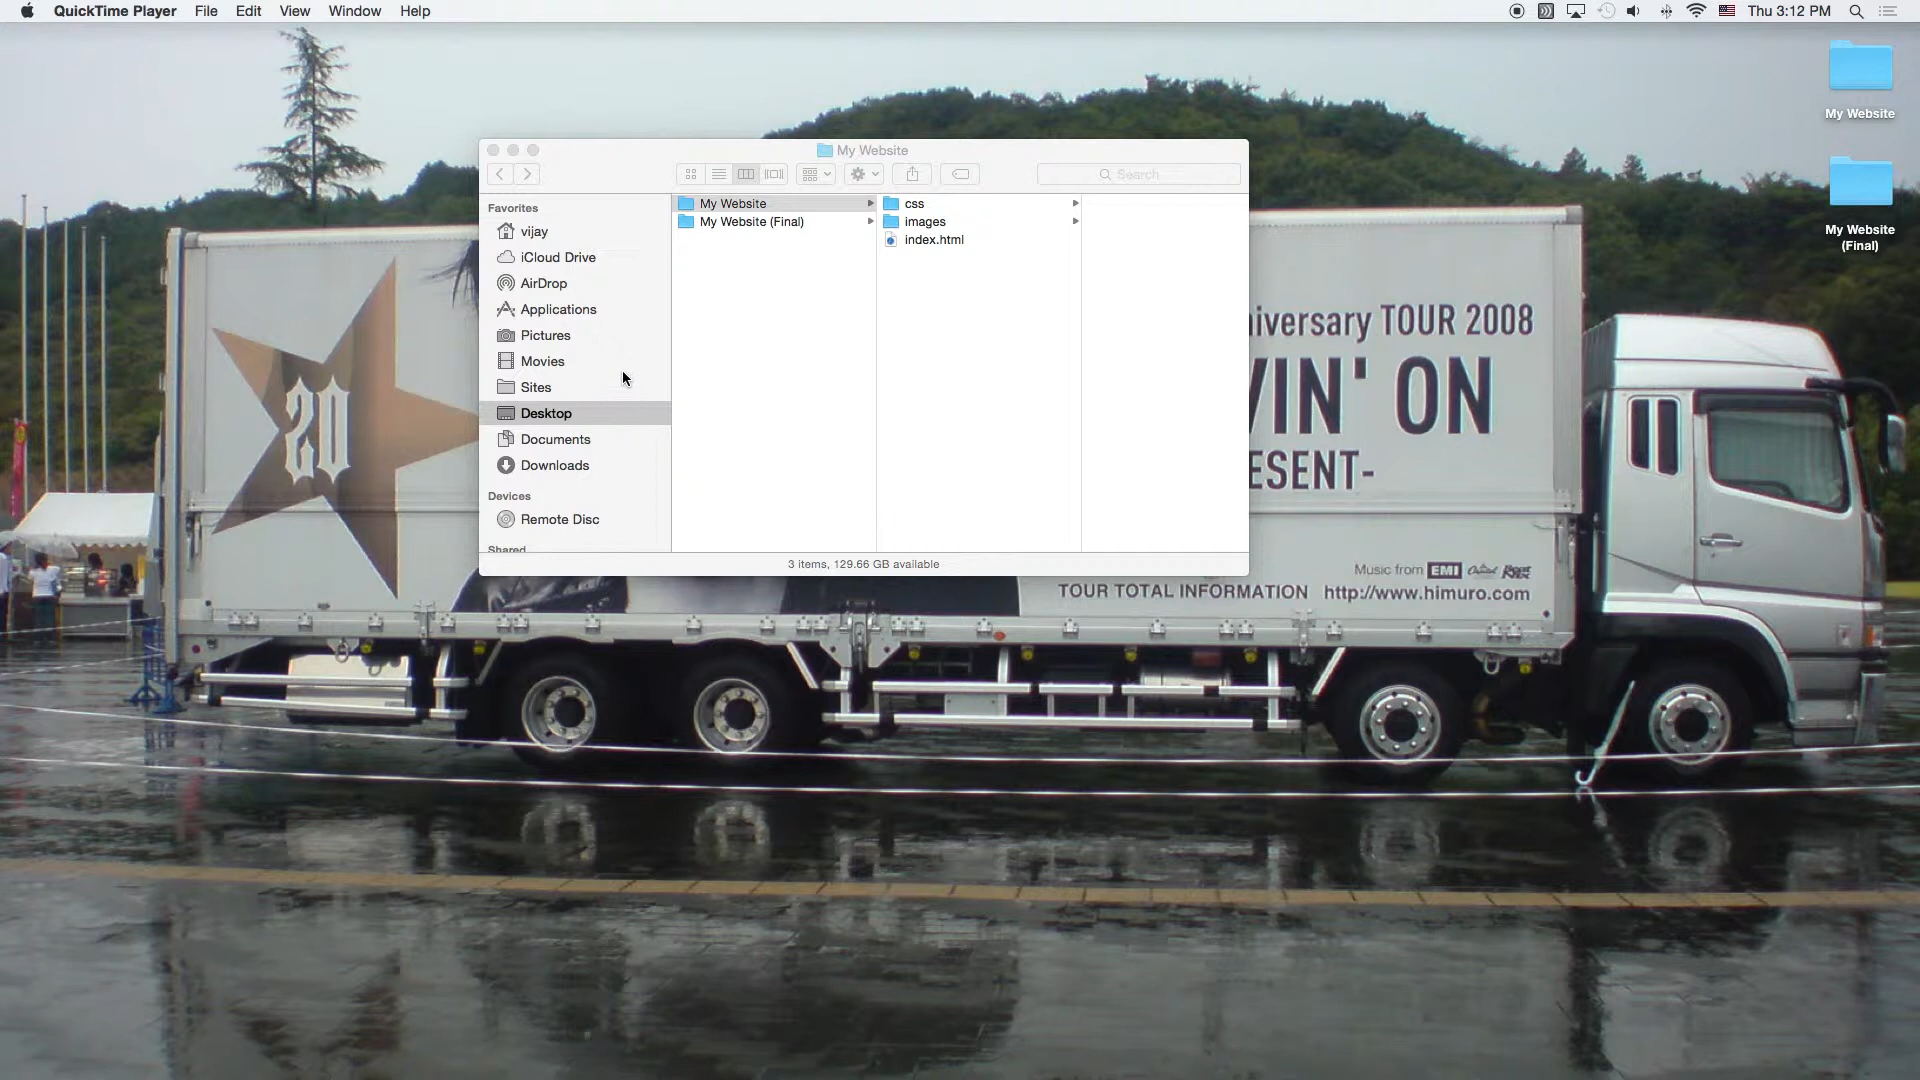 QuickTime Player File Edit View Window Help Thu 3:12 PM
My Website
My Website
(Final)
My Website
Search
Favorites
vijay
iCloud Drive
AirDrop
Applications
Pictures
Movies
Sites
Desktop
Documents
Downloads
Devices
Remote Disc
Shared
My Website
My Website (Final)
css
images
index.html
3 items, 129.66 GB available
20
iversary TOUR 2008
VIN' ON
ESENT-
Music from EMI Capitol
TOUR TOTAL INFORMATION http://www.himuro.com